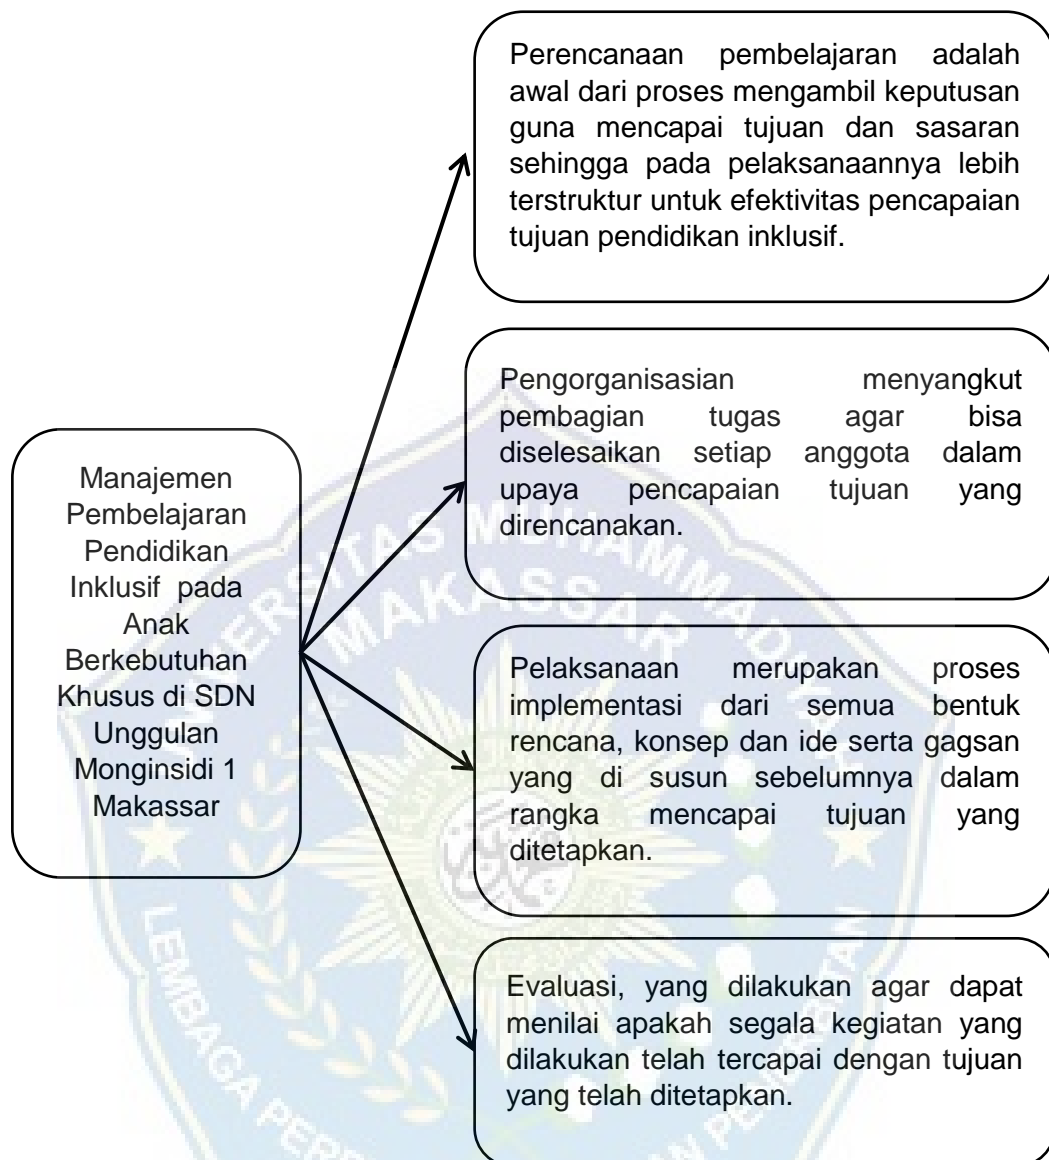 Perencanaan pembelajaran adalah
awal dari proses mengambil keputusan
guna mencapai tujuan dan sasaran
sehingga pada pelaksanaannya lebih
terstruktur untuk efektivitas pencapaian
tujuan pendidikan inklusif.
Pengorganisasian menyangkut
pembagian tugas agar bisa
diselesaikan setiap anggota dalam
upaya pencapaian tujuan yang
direncanakan.
Manajemen
Pembelajaran
Pendidikan
Inklusif pada
Anak
Berkebutuhan
Khusus di SDN
Unggulan
Monginsidi 1
Makassar
Pelaksanaan merupakan proses
implementasi dari semua bentuk
rencana, konsep dan ide serta gagsan
yang di susun sebelumnya dalam
rangka mencapai tujuan yang
ditetapkan.
Evaluasi, yang dilakukan agar dapat
menilai apakah segala kegiatan yang
dilakukan telah tercapai dengan tujuan
yang telah ditetapkan.
UNIVERSITAS MUHAMMADIYAH
MAKASSAR
LEMBAGA